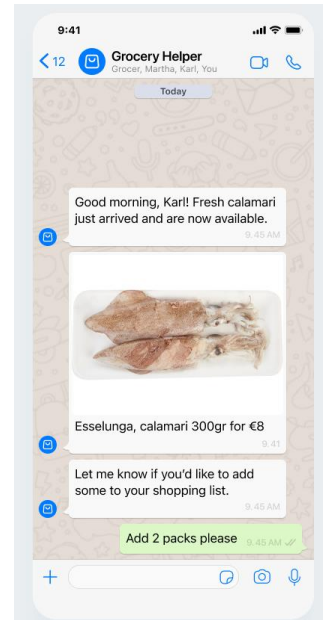 9:41
12
Grocery Helper
Grocer, Martha, Karl, You
Today
Good morning, Karl! Fresh calamari
just arrived and are now available.
9.45 AM
Esselunga, calamari 300gr for €8
9.41
Let me know if you'd like to add
some to your shopping list.
9.45 AM
Add 2 packs please
9.45 AM